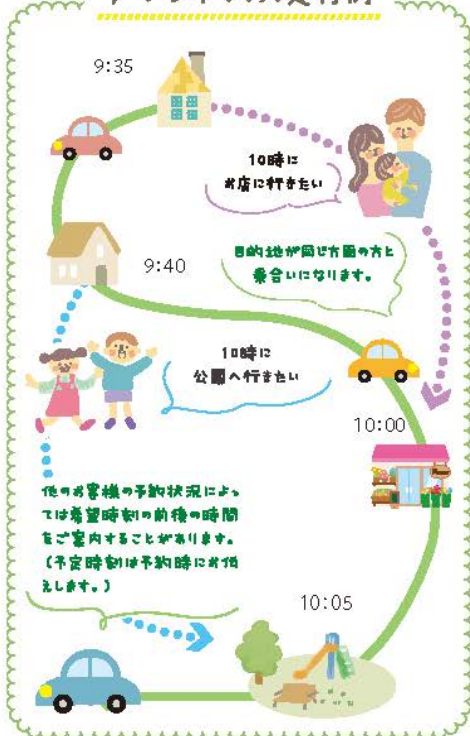 9:35
10時に
お店に行きたい
目的地が同じ方面の方と
乗合いになります。
9:40
10時に
公園へ行きたい
10:00
他のお客様の予約状況によっ
ては希望時刻の前後の時間
をご案内することがあります。
(予定時刻は予約時にお伝
えします。)
10:05